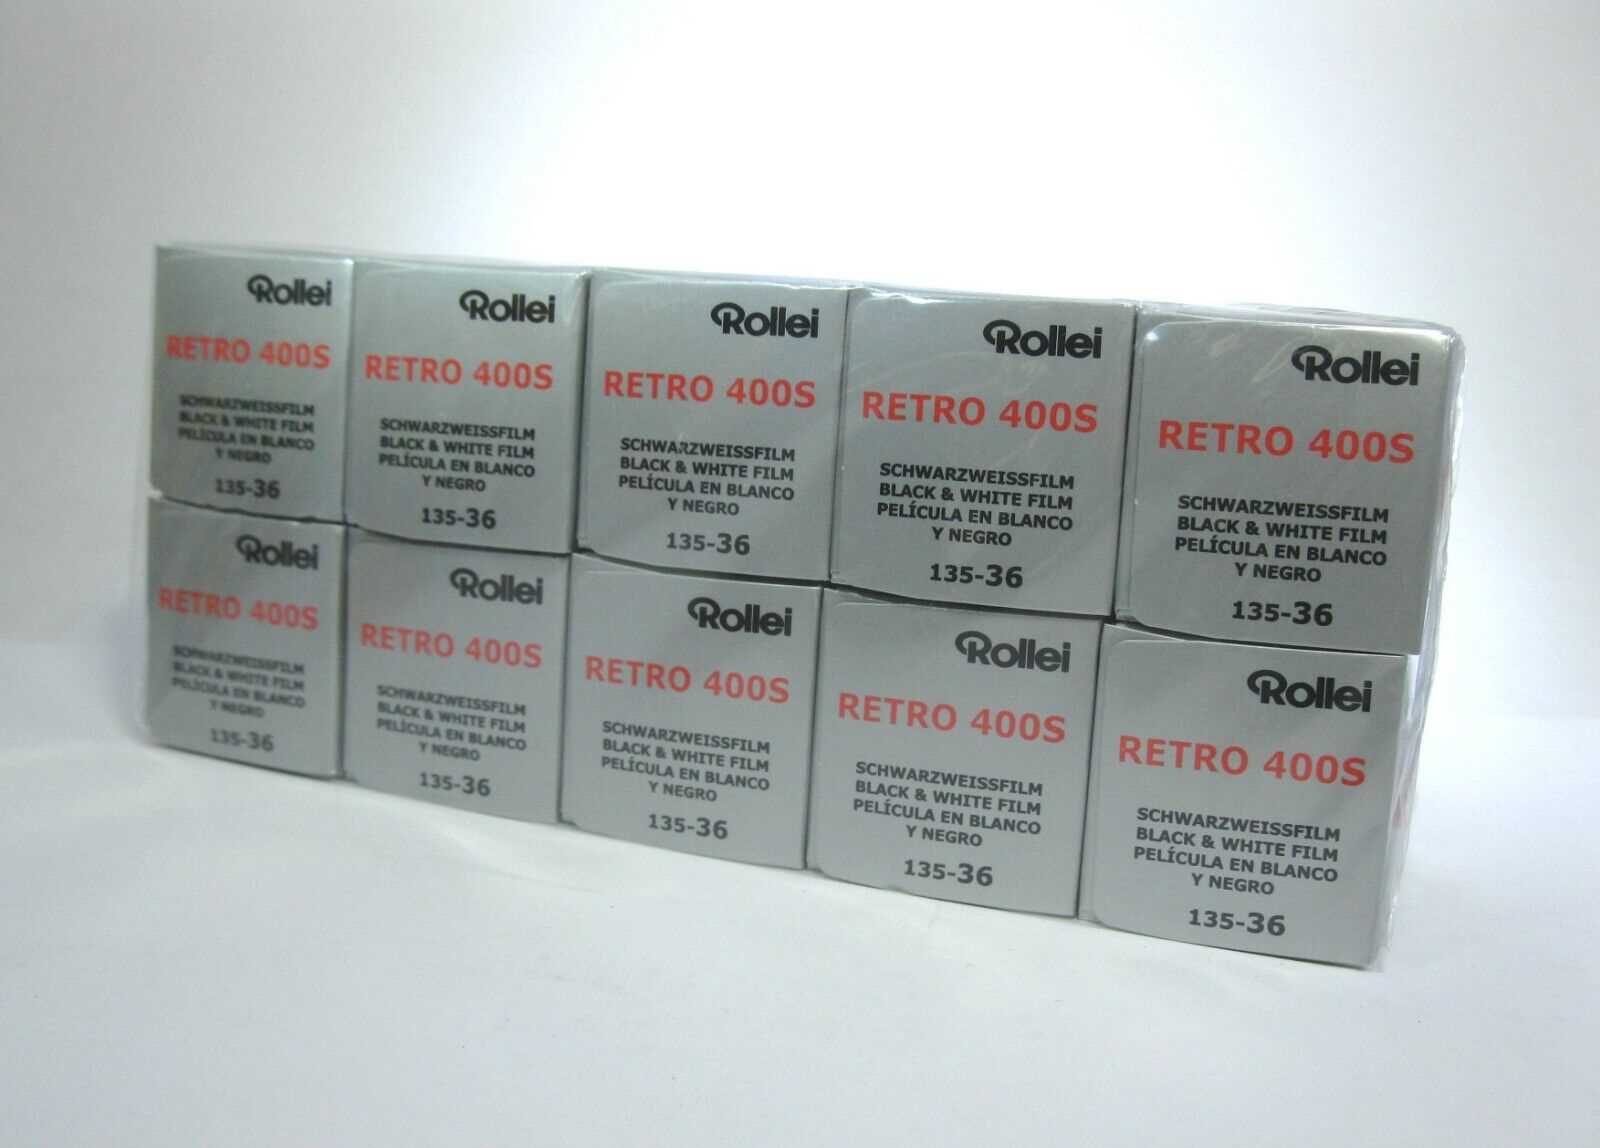 Rollei
RETRO 400S
SCHWARZWEISSFILM
BLACK & WHITE FILM
PELÍCULA EN BLANCO
Y NEGRO
135-36
Rollei
RETRO 400S
SCHWARZWEISSFILM
BLACK & WHITE FILM
PELÍCULA EN BLANCO
Y NEGRO
135-36
Rollei
RETRO 400S
SCHWARZWEISSFILM
BLACK & WHITE FILM
PELÍCULA EN BLANCO
Y NEGRO
135-36
Rollei
RETRO 400S
SCHWARZWEISSFILM
BLACK & WHITE FILM
PELÍCULA EN BLANCO
Y NEGRO
135-36
Rollei
RETRO 400S
SCHWARZWEISSFILM
BLACK & WHITE FILM
PELÍCULA EN BLANCO
Y NEGRO
135-36
Rollei
RETRO 400S
SCHWARZWEISSFILM
BLACK & WHITE FILM
PELÍCULA EN BLANCO
Y NEGRO
135-36
Rollei
RETRO 400S
SCHWARZWEISSFILM
BLACK & WHITE FILM
PELÍCULA EN BLANCO
Y NEGRO
135-36
Rollei
RETRO 400S
SCHWARZWEISSFILM
BLACK & WHITE FILM
PELÍCULA EN BLANCO
Y NEGRO
135-36
Rollei
RETRO 400S
SCHWARZWEISSFILM
BLACK & WHITE FILM
PELÍCULA EN BLANCO
Y NEGRO
135-36
Rollei
RETRO 400S
SCHWARZWEISSFILM
BLACK & WHITE FILM
PELÍCULA EN BLANCO
Y NEGRO
135-36